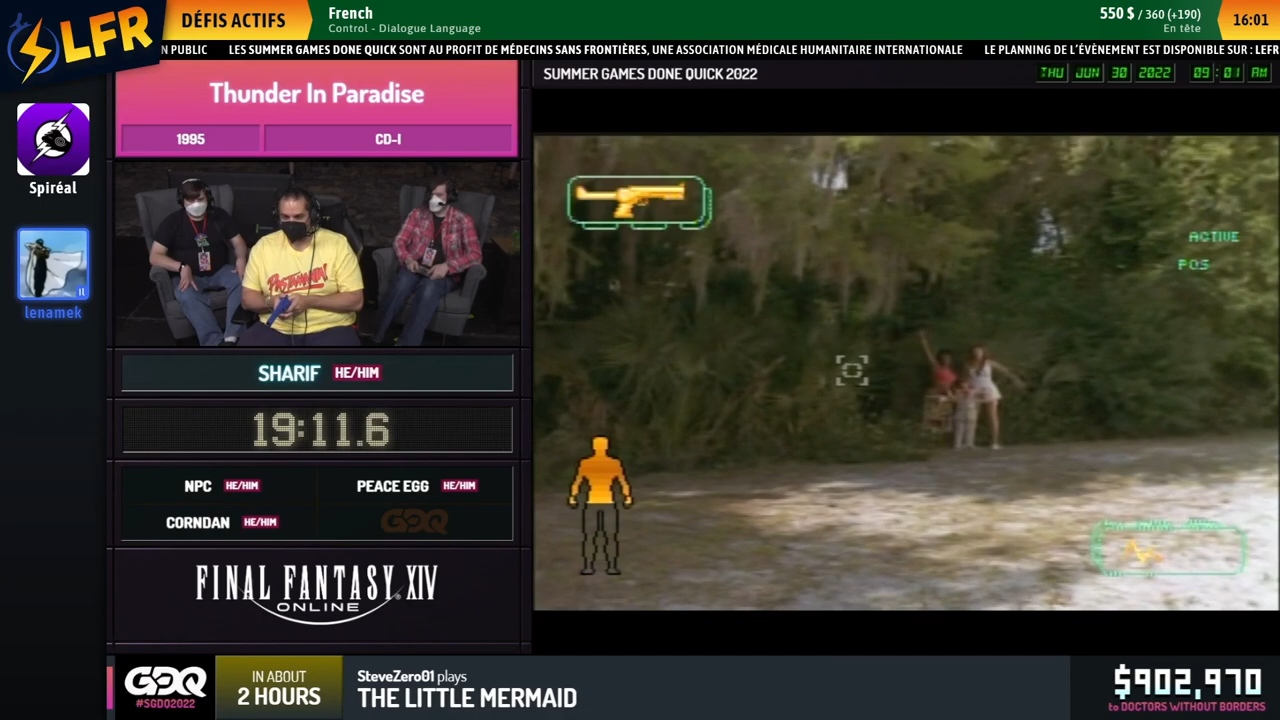 LFR
DÉFIS ACTIFS
French
Control - Dialogue Language
550 $ / 360 (+190)
En tête
16:01
N PUBLIC LES SUMMER GAMES DONE QUICK SONT AU PROFIT DE MÉDECINS SANS FRONTIÈRES, UNE ASSOCIATION MÉDICALE HUMANITAIRE INTERNATIONALE LE PLANNING DE L'ÉVÈNEMENT EST DISPONIBLE SUR : LEFR
Spiréal
lenamek
Thunder In Paradise
1995
CD-I
SUMMER GAMES DONE QUICK 2022
THU JUN 30 2022 09:01 AM
ACTIVE
POS
SHARIF HE/HIM
19:11.6
NPC HE/HIM
PEACE EGG HE/HIM
CORNDAN HE/HIM
GDQ
FINAL FANTASY XIV
ONLINE
GDQ
#SGDQ2022
IN ABOUT
2 HOURS
SteveZero01 plays
THE LITTLE MERMAID
$902,970
to DOCTORS WITHOUT BORDERS